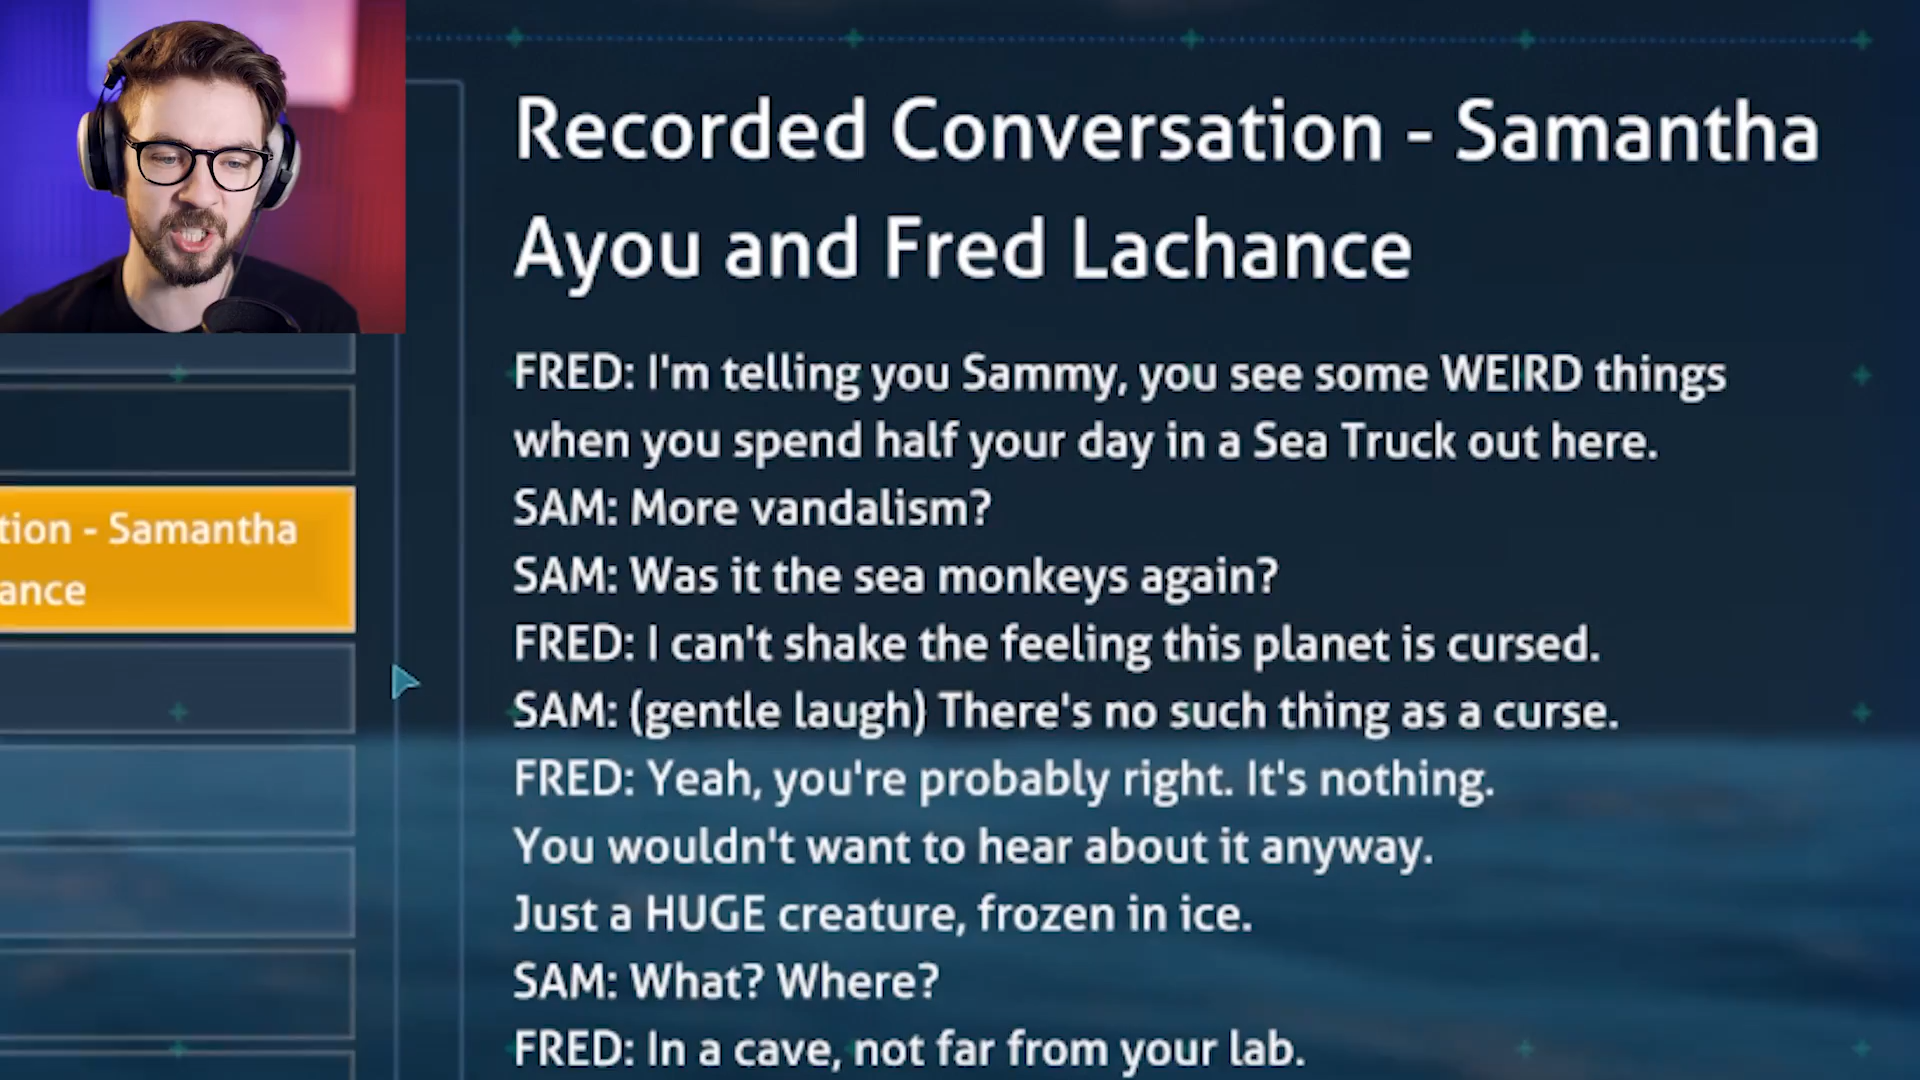 Recorded Conversation - Samantha
Ayou and Fred Lachance
FRED: I'm telling you Sammy, you see some WEIRD things
when you spend half your day in a Sea Truck out here.
SAM: More vandalism?
SAM: Was it the sea monkeys again?
FRED: I can't shake the feeling this planet is cursed.
SAM: (gentle laugh) There's no such thing as a curse.
FRED: Yeah, you're probably right. It's nothing.
You wouldn't want to hear about it anyway.
Just a HUGE creature, frozen in ice.
SAM: What? Where?
FRED: In a cave, not far from your lab.
tion - Samantha
ance